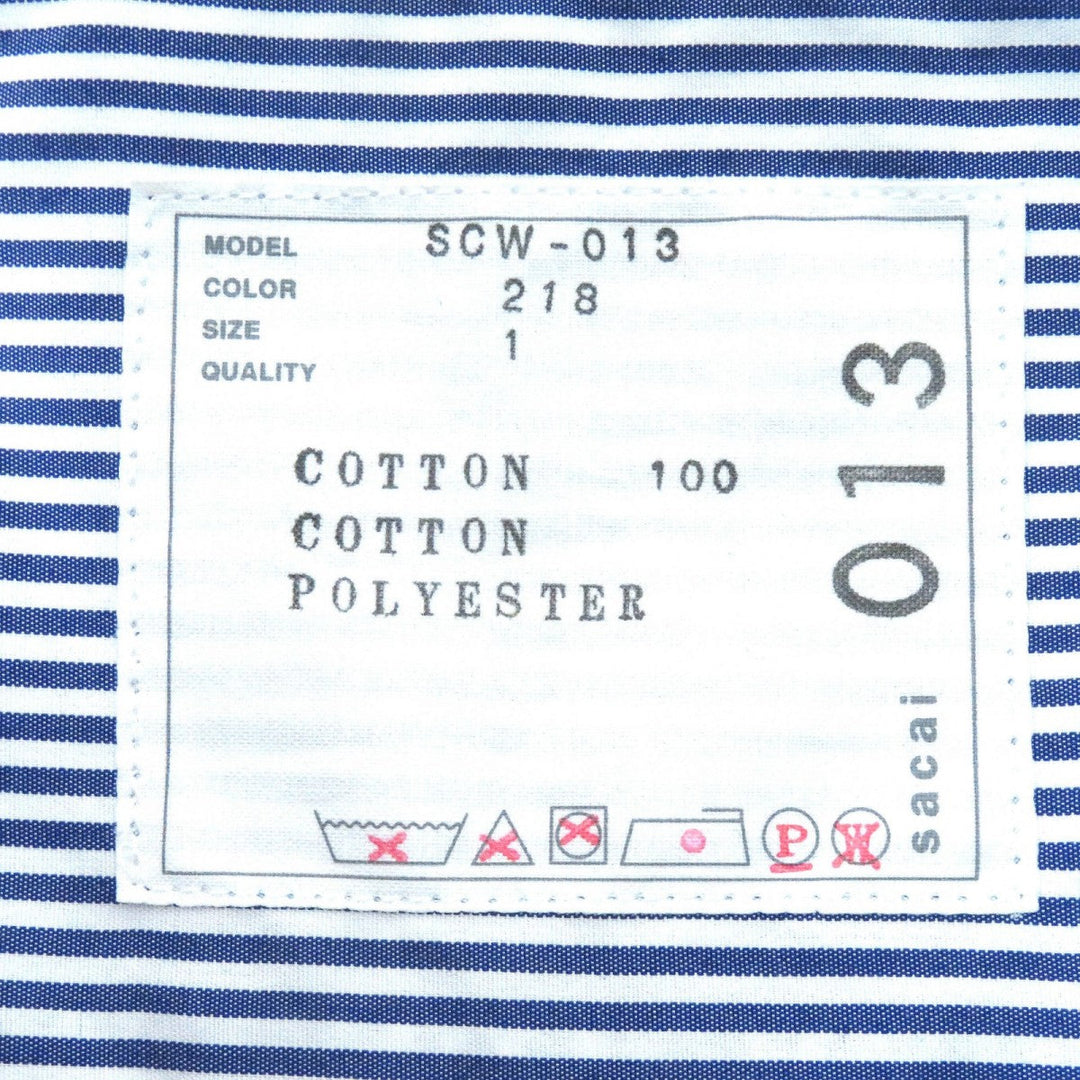 MODEL SCW-013
COLOR 218
SIZE 1
QUALITY
COTTON 100
COTTON
POLYESTER
013
sacai
P
W